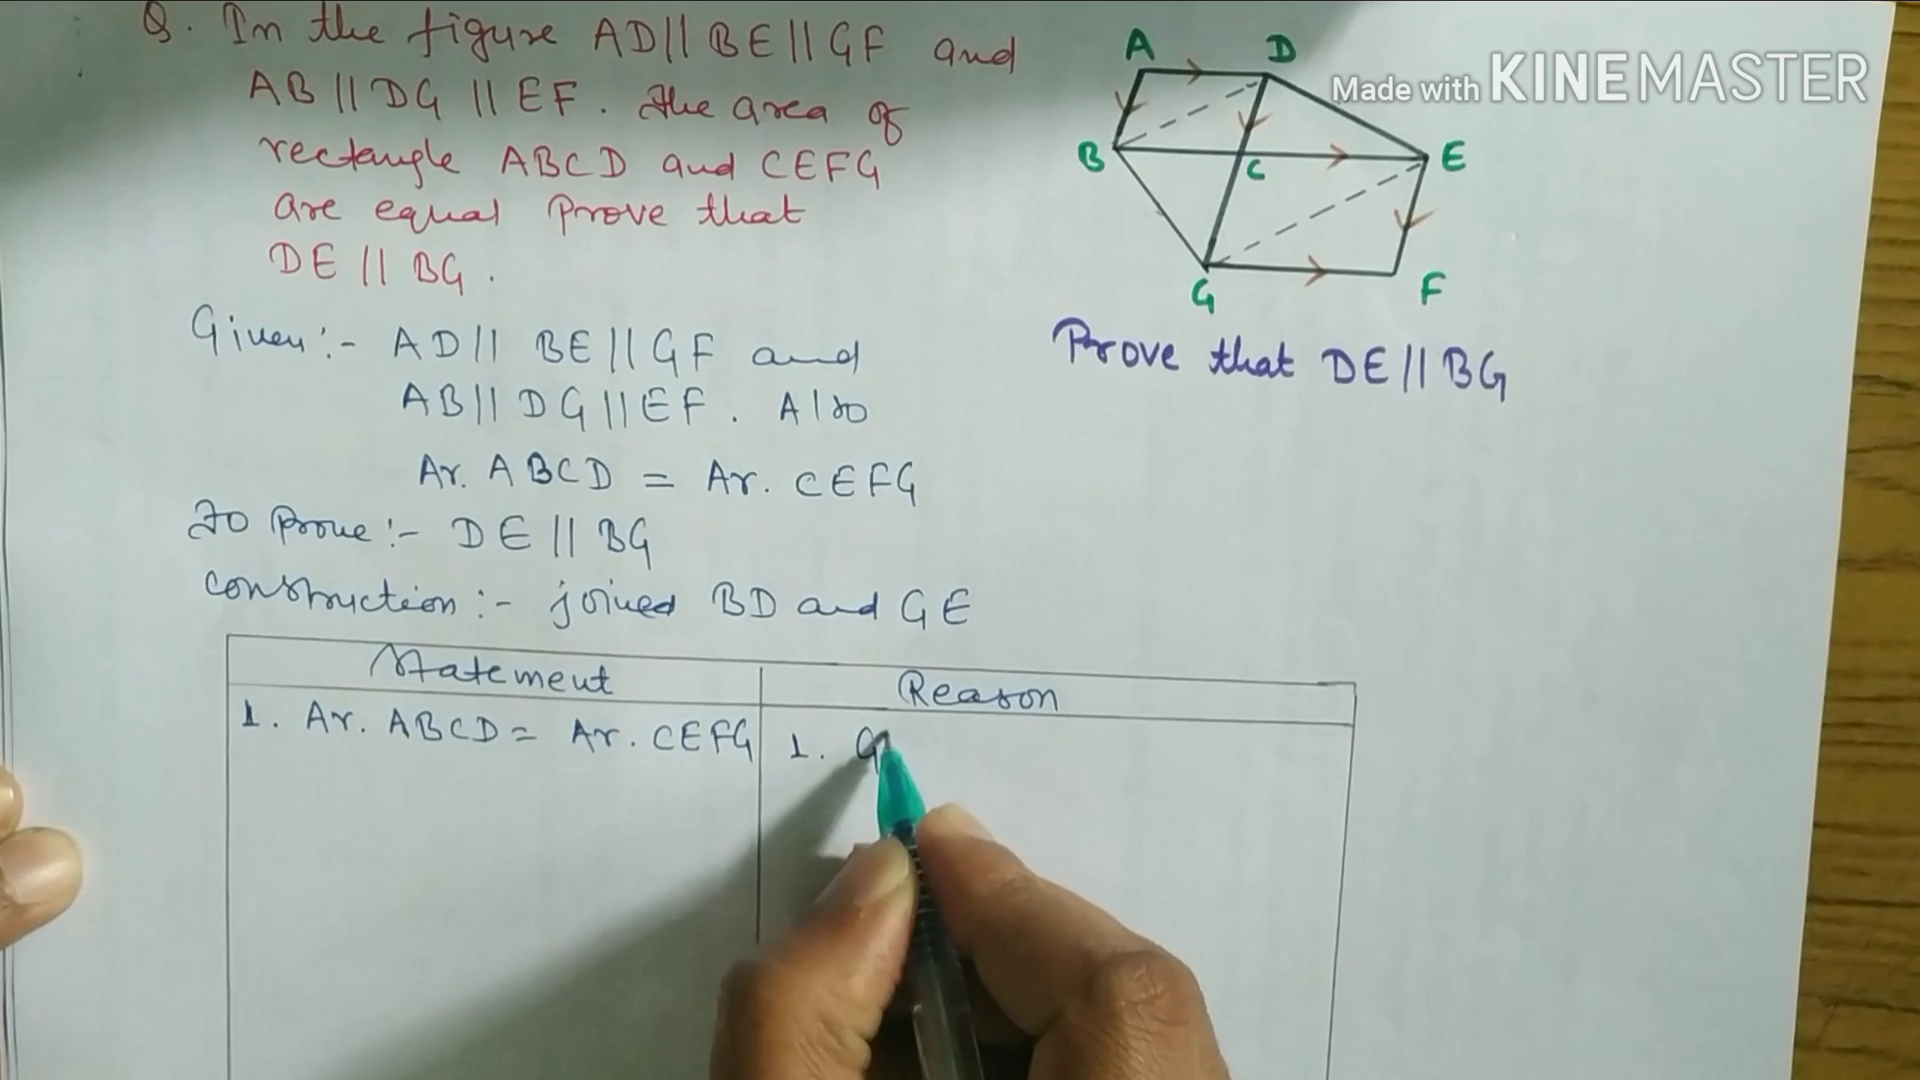 Q. In the figure AD || BE || GF and
AB || DG || EF. The area of
rectangle ABCD and CEFG
are equal Prove that
DE || BG.
A
D
B
C
E
G
F
Made with KINEMASTER
Prove that DE || BG
Given:- AD || BE || GF and
AB || DG || EF. Also
Ar. ABCD = Ar. CEFG
To Prove:- DE || BG
Construction:- joined BD and GE
Statement
Reason
1. Ar. ABCD = Ar. CEFG
1. G